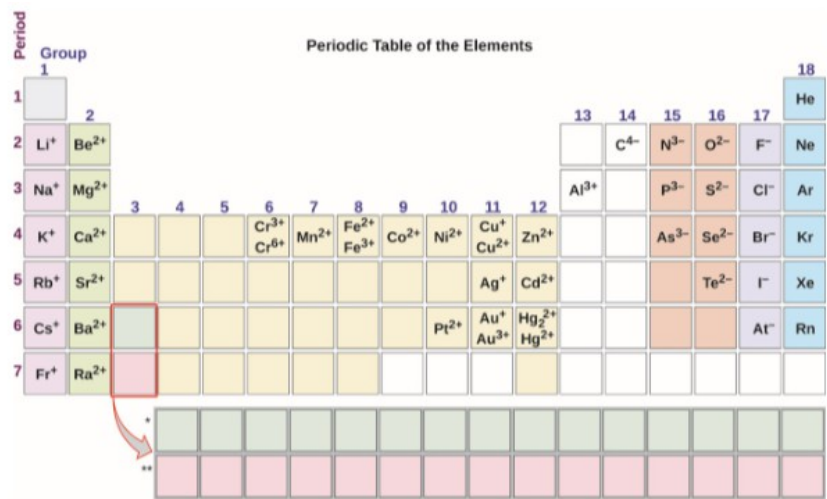 Period
Periodic Table of the Elements
Group
1 18
1 He
2 13 14 15 16 17
2 Li⁺ Be²⁺ C⁴⁻ N³⁻ O²⁻ F⁻ Ne
3 Na⁺ Mg²⁺ Al³⁺ P³⁻ S²⁻ Cl⁻ Ar
3 4 5 6 7 8 9 10 11 12
4 K⁺ Ca²⁺ Cr³⁺ Cr⁶⁺ Mn²⁺ Fe²⁺ Fe³⁺ Co²⁺ Ni²⁺ Cu⁺ Cu²⁺ Zn²⁺ As³⁻ Se²⁻ Br⁻ Kr
5 Rb⁺ Sr²⁺ Ag⁺ Cd²⁺ Te²⁻ I⁻ Xe
6 Cs⁺ Ba²⁺ Pt²⁺ Au⁺ Au³⁺ Hg₂²⁺ Hg²⁺ At⁻ Rn
7 Fr⁺ Ra²⁺
*
**